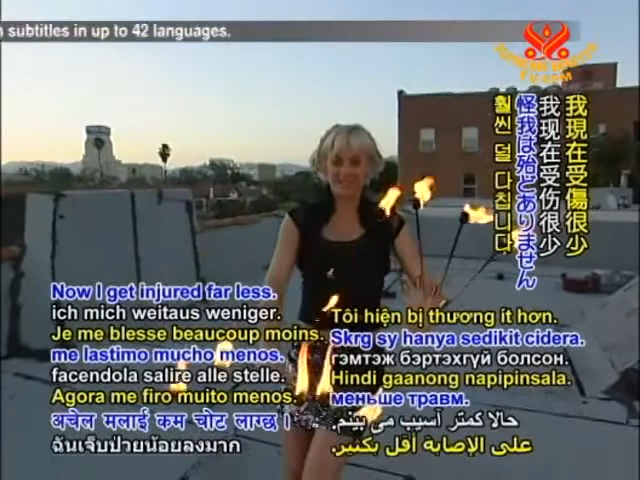 n subtitles in up to 42 languages.
我現在受傷很少
我现在受伤很少
怪我は殆とありません
훨씬 덜 다칩니다
Now I get injured far less.
ich mich weitaus weniger.
Je me blesse beaucoup moins.
me lastimo mucho menos.
facendola salire alle stelle.
Agora me firo muito menos.
अचेल मलाई कम चोट लाग्छ ।
ฉันเจ็บป่วยน้อยลงมาก
Tôi hiện bị thương ít hơn.
Skrg sy hanya sedikit cidera.
гэмтэж бэртэхгүй болсон.
Hindi gaanong napipinsala.
меньше травм.
حالا کمتر آسیب می بینم.
على الإصابة أقل بكثير.